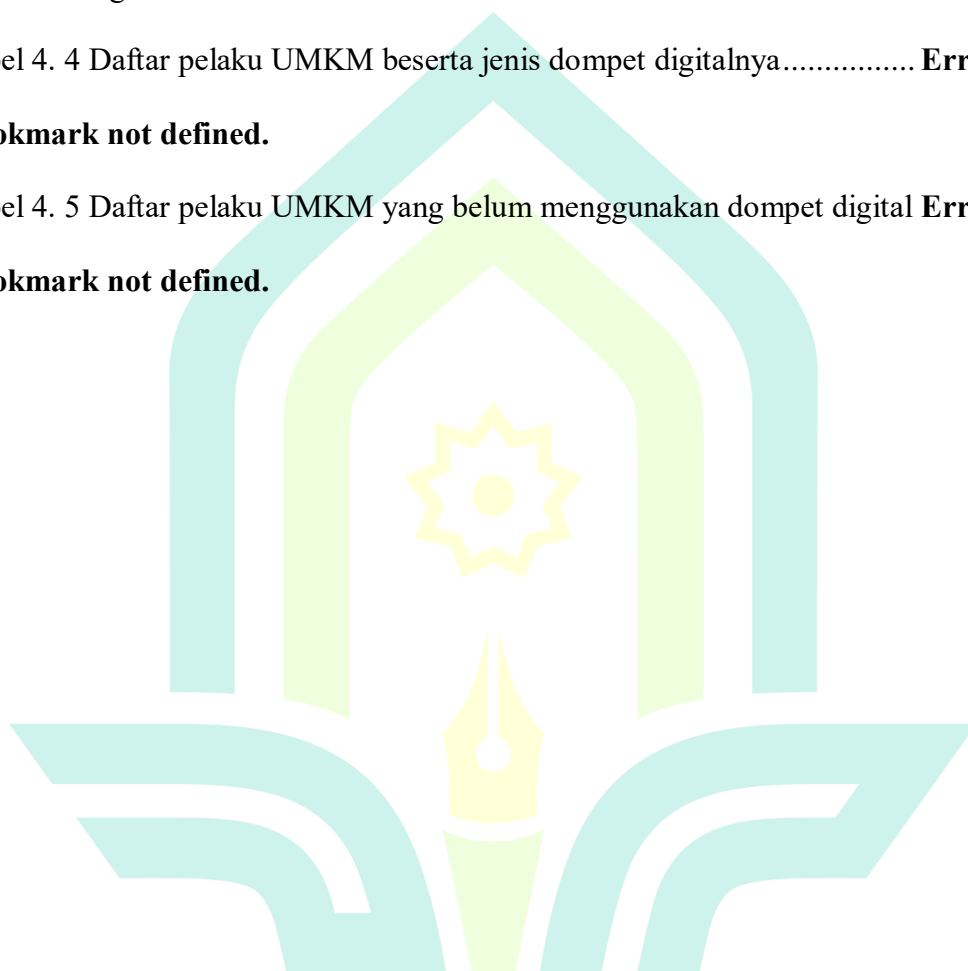 el 4. 4 Daftar pelaku UMKM beserta jenis dompet digitalnya................ Err
okmark not defined.
el 4. 5 Daftar pelaku UMKM yang belum menggunakan dompet digital Err
okmark not defined.